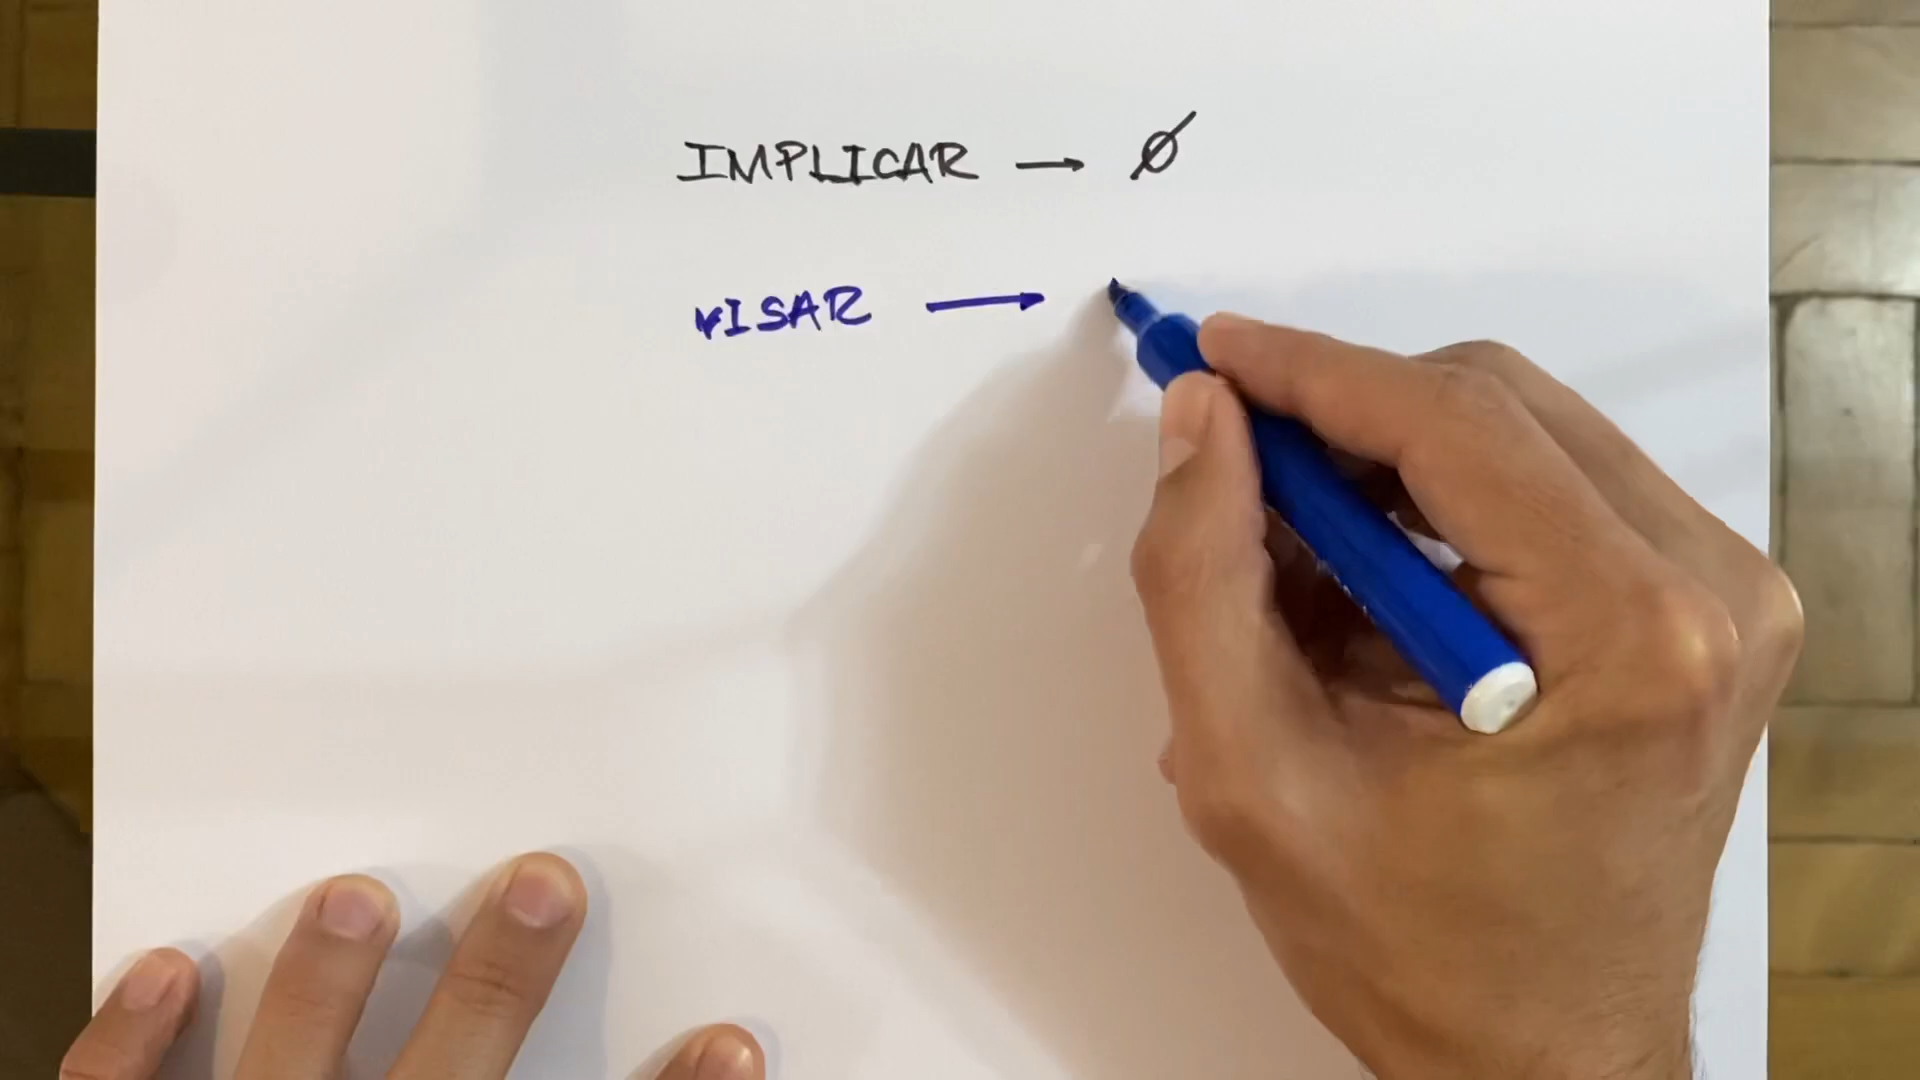 IMPLICAR → Ø
VISAR →